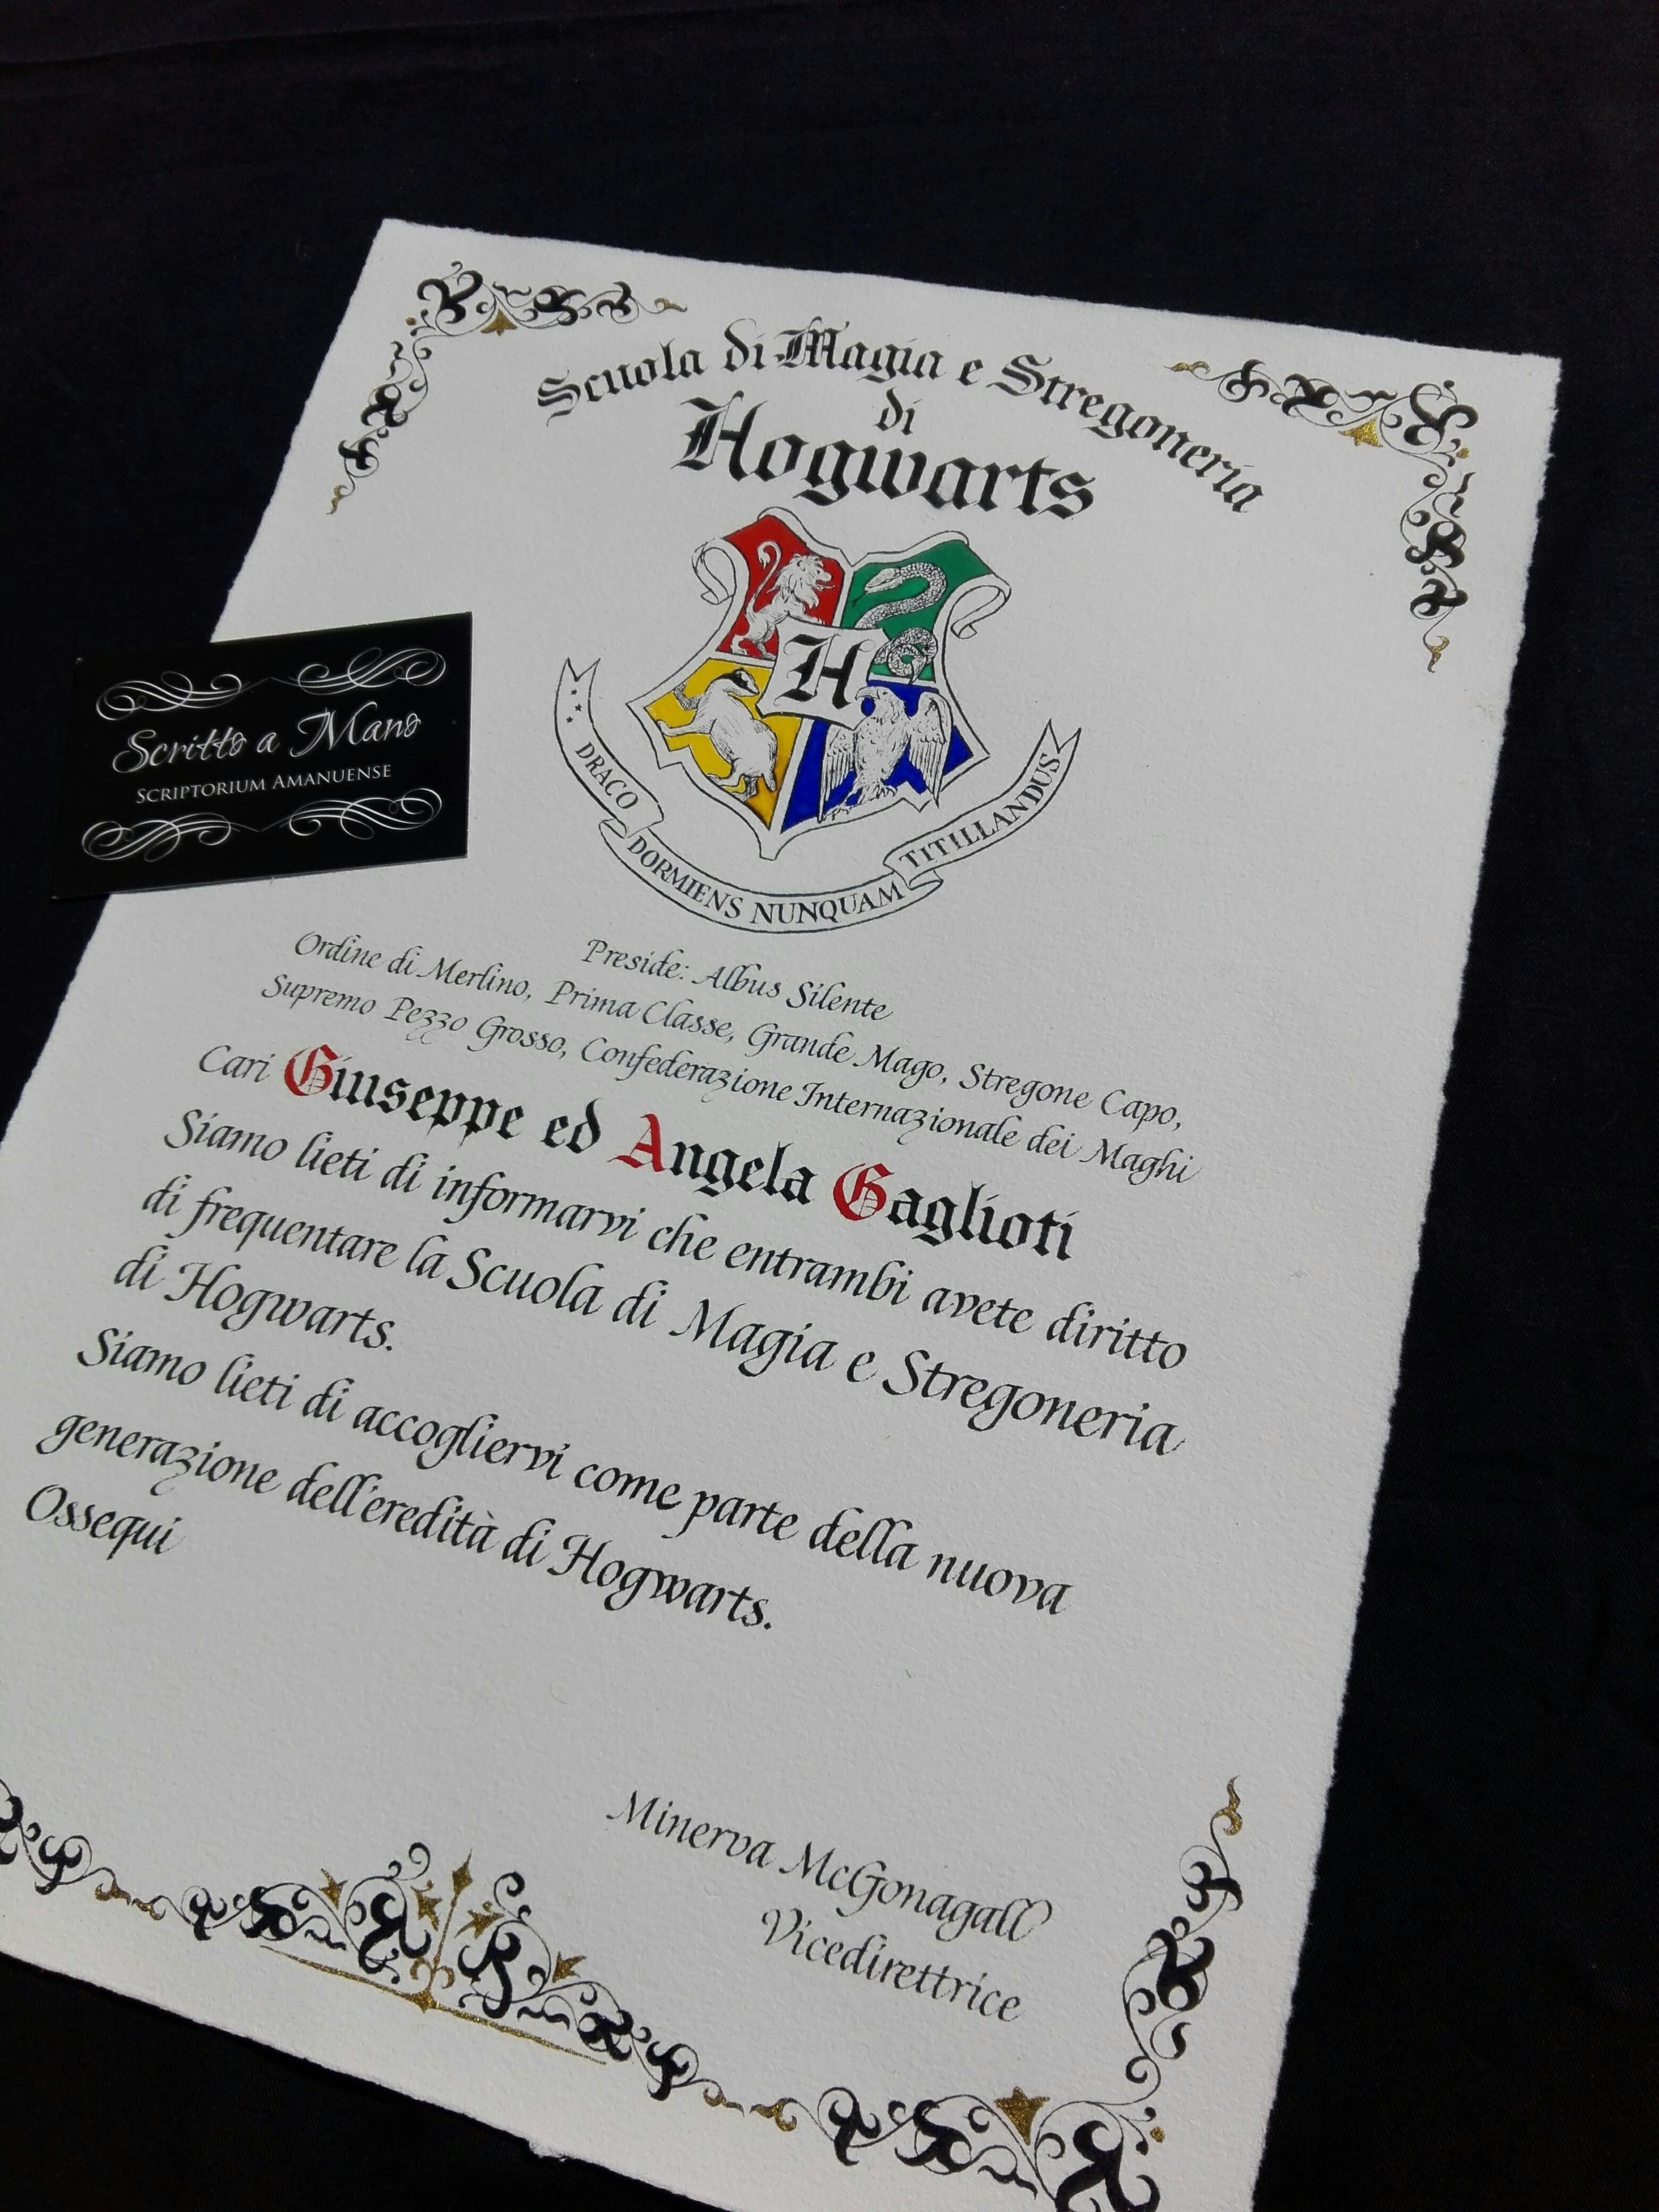 Scuola di Magia e Stregoneria
di
Hogwarts
H
DRACO DORMIENS NUNQUAM TITILLANDUS
Scritto a Mano
SCRIPTORIUM AMANUENSE
Preside: Albus Silente
Ordine di Merlino, Prima Classe, Grande Mago, Stregone Capo,
Supremo Pezzo Grosso, Confederazione Internazionale dei Maghi
Cari Giuseppe ed Angela Gaglioti
Siamo lieti di informarvi che entrambi avete diritto
di frequentare la Scuola di Magia e Stregoneria
di Hogwarts.
Siamo lieti di accogliervi come parte della nuova
generazione dell'eredità di Hogwarts.
Ossequi
Minerva McGonagall
Vicedirettrice